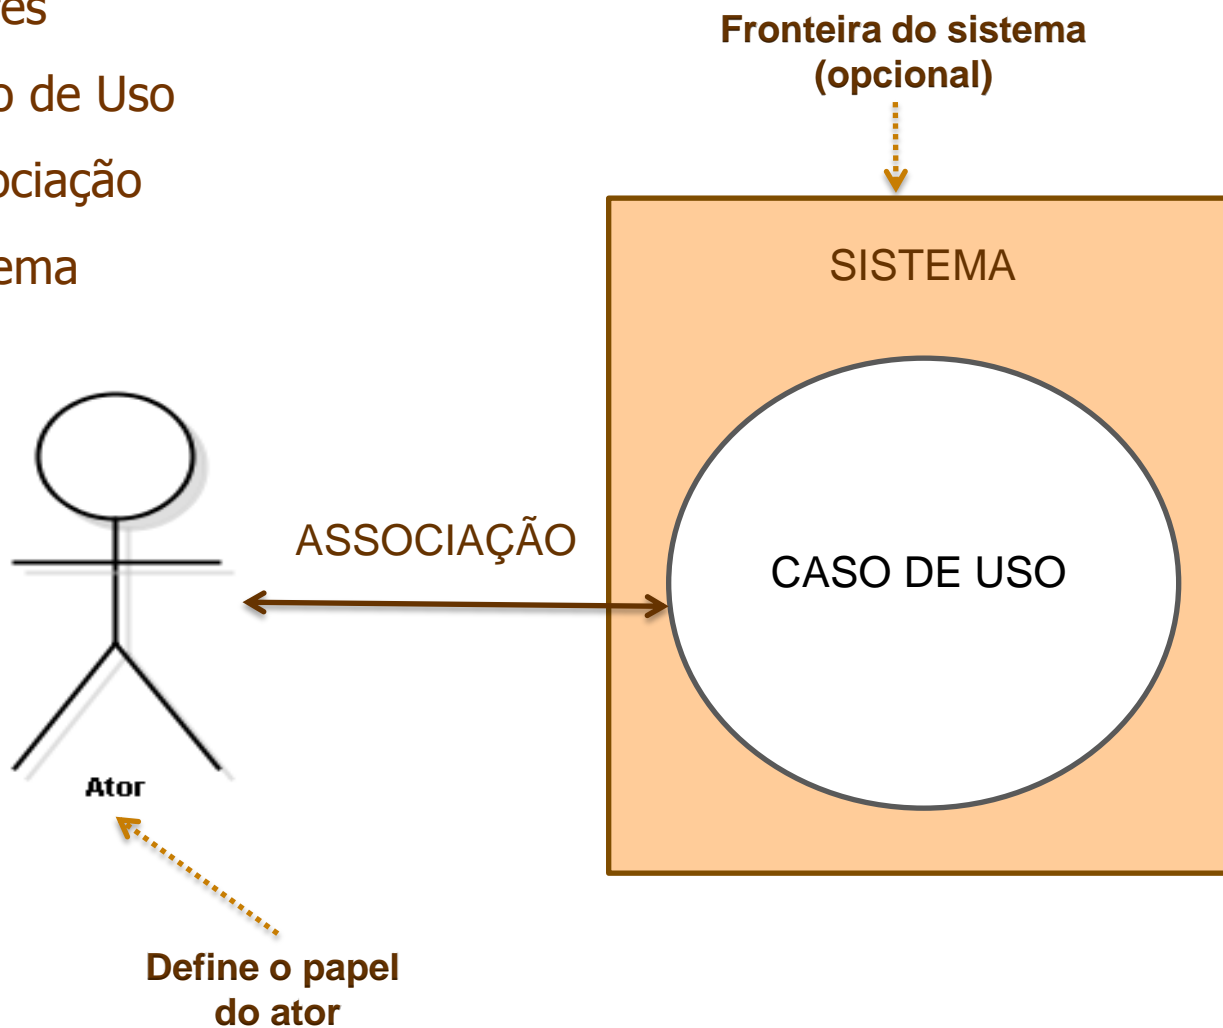 es
o de Uso
ociação
ema
Fronteira do sistema
(opcional)
SISTEMA
ASSOCIAÇÃO
CASO DE USO
Ator
Define o papel
do ator